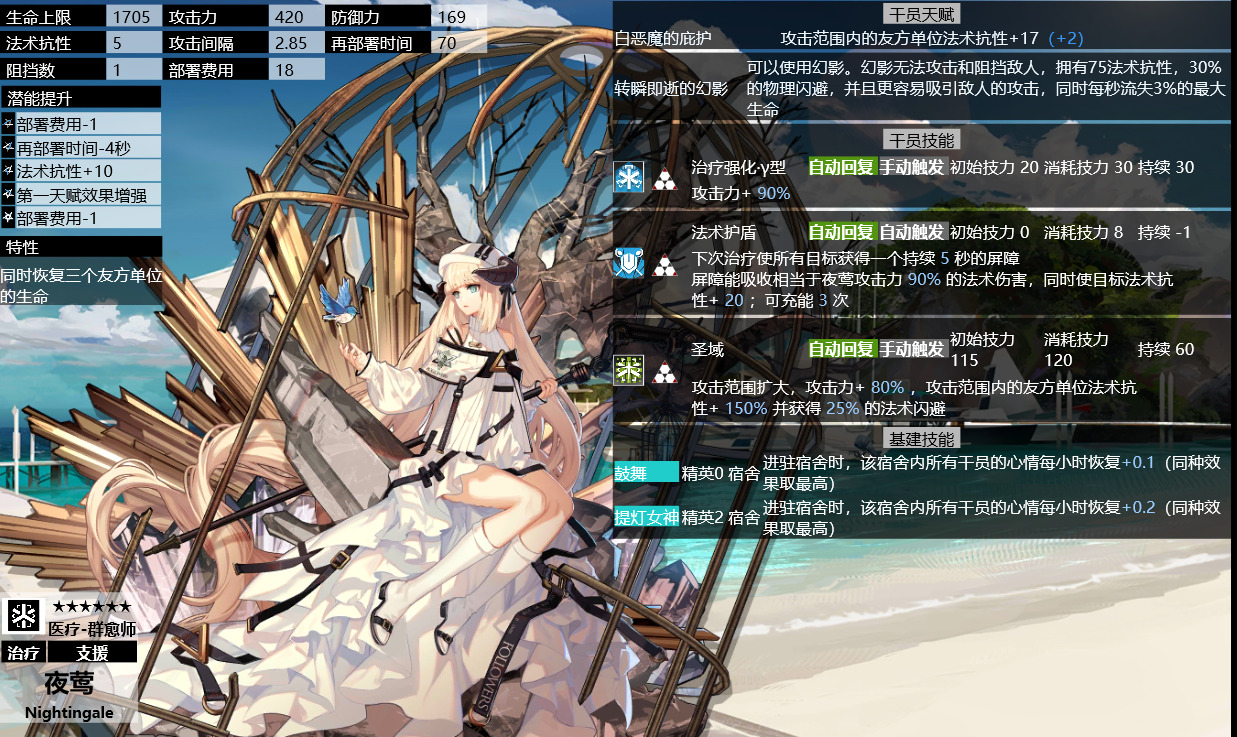 生命上限 1705 攻击力 420 防御力 169
法术抗性 5 攻击间隔 2.85 再部署时间 70
阻挡数 1 部署费用 18
潜能提升
部署费用-1
再部署时间-4秒
法术抗性+10
第一天赋效果增强
部署费用-1
特性
同时恢复三个友方单位
的生命
★★★★★★
医疗-群愈师
治疗 支援
夜莺
Nightingale
FOLLOWERS
干员天赋
白恶魔的庇护 攻击范围内的友方单位法术抗性+17（+2）
转瞬即逝的幻影 可以使用幻影。幻影无法攻击和阻挡敌人，拥有75法术抗性，30%
的物理闪避，并且更容易吸引敌人的攻击，同时每秒流失3%的最大
生命
干员技能
治疗强化·γ型 自动回复 手动触发 初始技力 20 消耗技力 30 持续 30
攻击力+ 90%
法术护盾 自动回复 自动触发 初始技力 0 消耗技力 8 持续 -1
下次治疗使所有目标获得一个持续 5 秒的屏障
屏障能吸收相当于夜莺攻击力 90% 的法术伤害，同时使目标法术抗
性+ 20 ；可充能 3 次
圣域 自动回复 手动触发 初始技力 115 消耗技力 120 持续 60
攻击范围扩大，攻击力+ 80% ，攻击范围内的友方单位法术抗
性+ 150% 并获得 25% 的法术闪避
基建技能
鼓舞 精英0 宿舍 进驻宿舍时，该宿舍内所有干员的心情每小时恢复+0.1（同种效
果取最高）
提灯女神 精英2 宿舍 进驻宿舍时，该宿舍内所有干员的心情每小时恢复+0.2（同种效
果取最高）